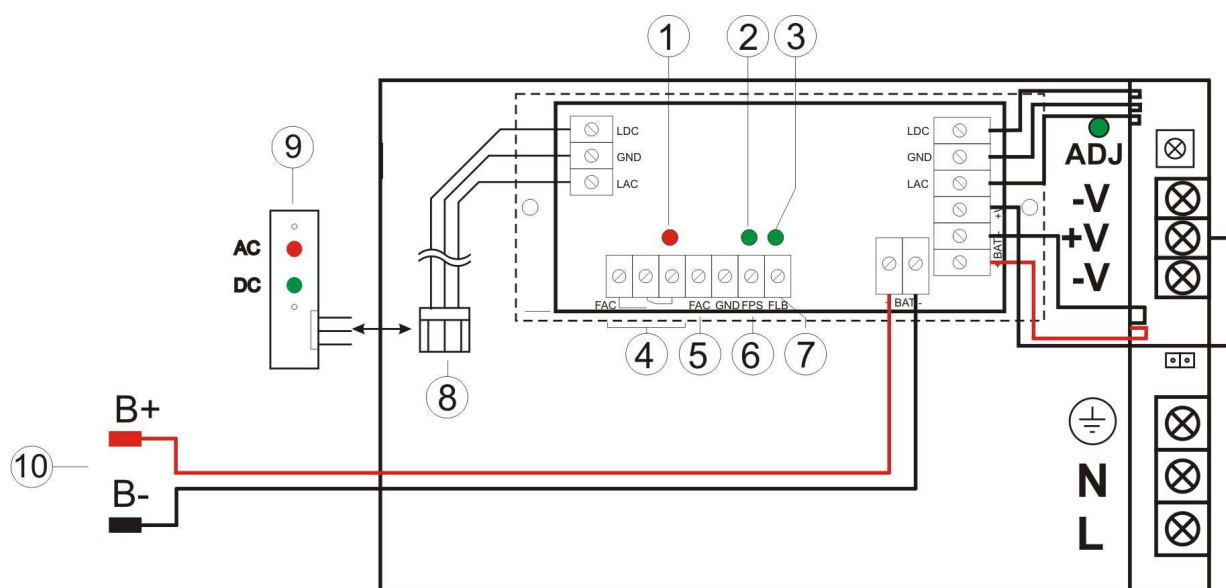 1
2
3
9
AC
DC
LDC
GND
LAC
LDC
GND
LAC
+V
- BAT +
ADJ
-V
+V
-V
FAC
FAC GND FPS FLB
+ BAT -
4
5
6
7
8
B+
10
B-
N
L